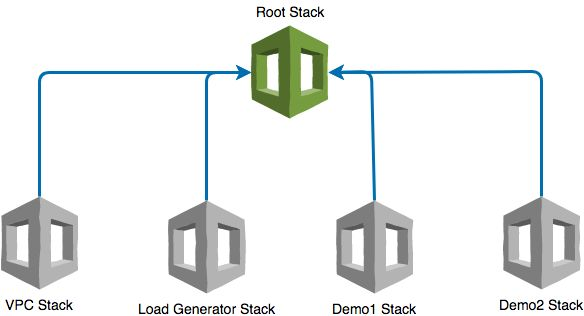 Root Stack
VPC Stack
Load Generator Stack
Demo1 Stack
Demo2 Stack